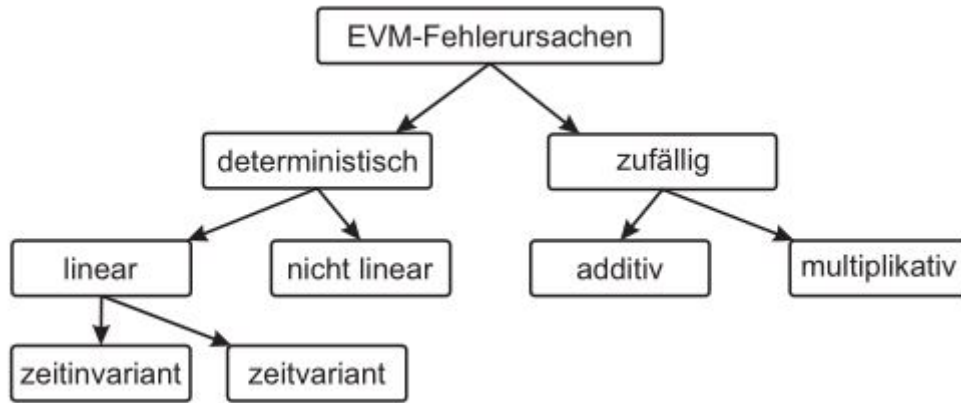 EVM-Fehlerursachen
deterministisch
zufällig
linear
nicht linear
additiv
multiplikativ
zeitinvariant
zeitvariant